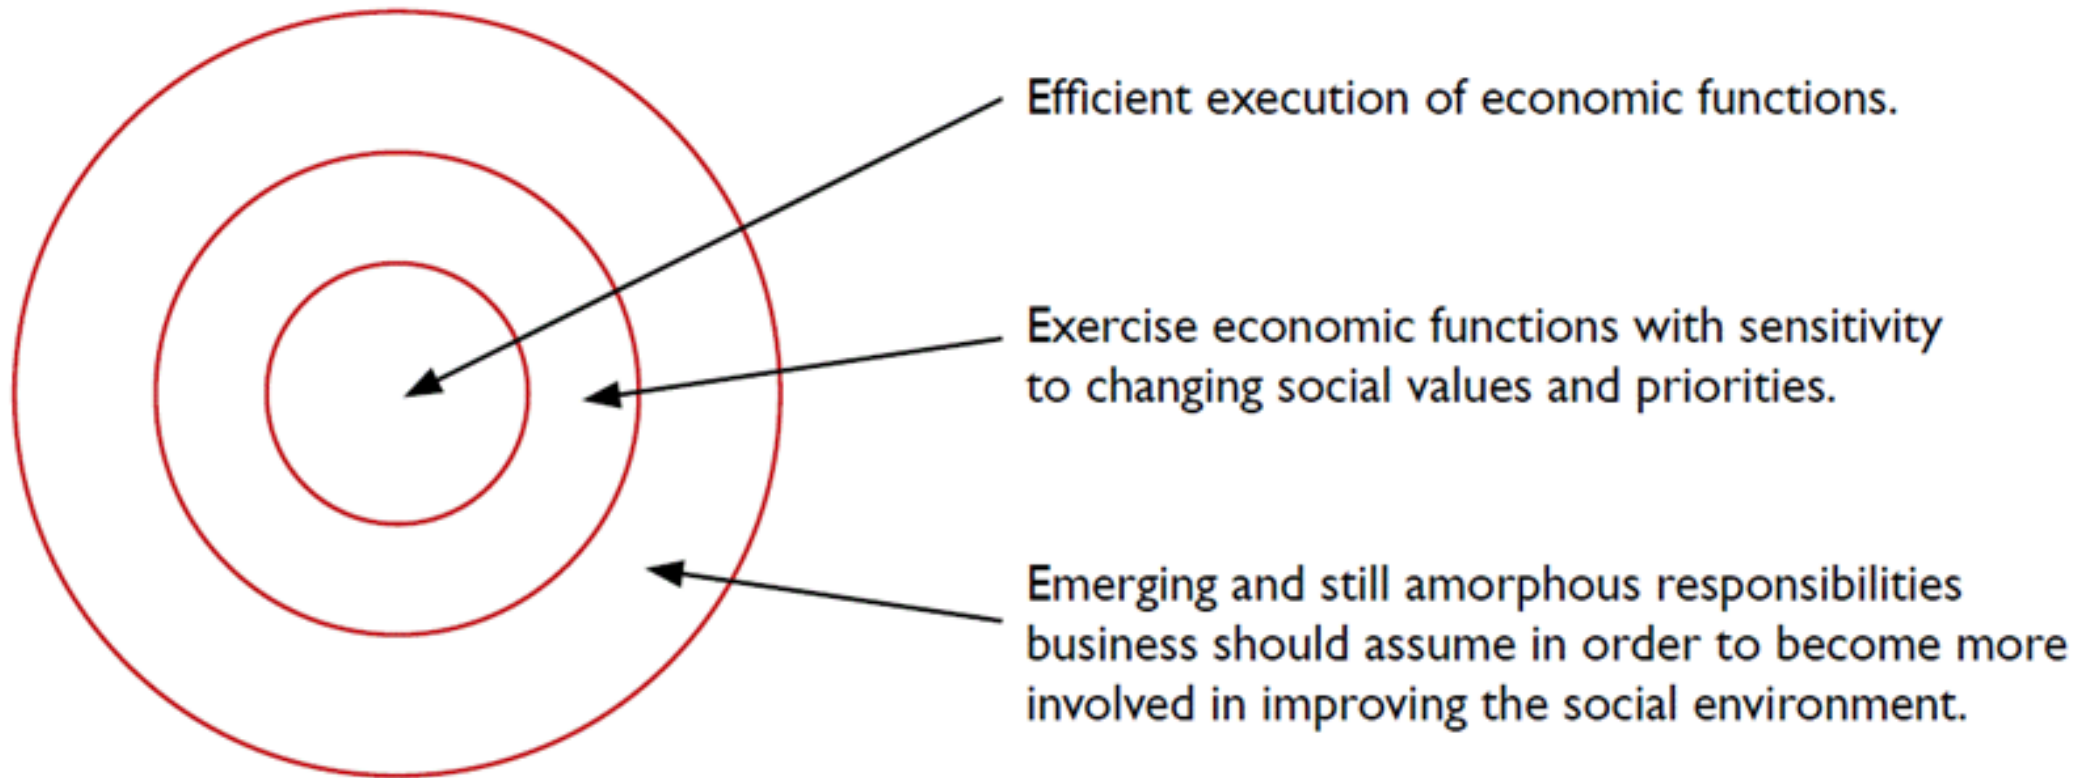 Efficient execution of economic functions.
Exercise economic functions with sensitivity
to changing social values and priorities.
Emerging and still amorphous responsibilities
business should assume in order to become more
involved in improving the social environment.